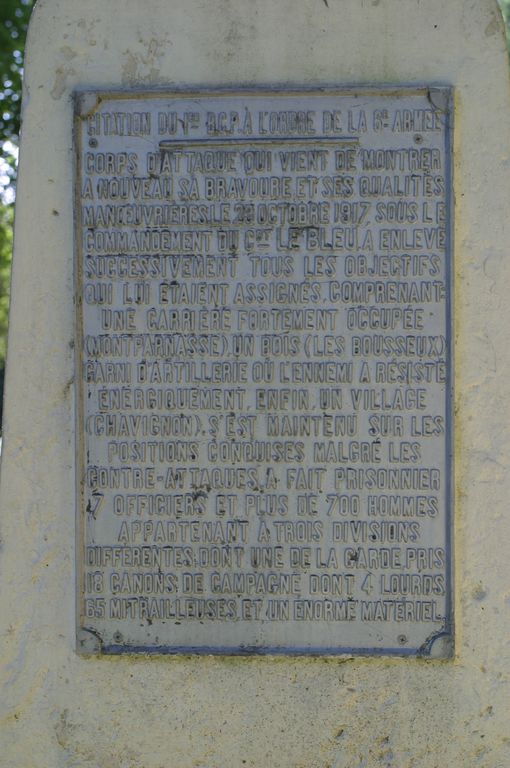 CITATION DU 1ER B.C.P. À L'ORDRE DE LA 6E ARMÉE
CORPS D'ATTAQUE QUI VIENT DE MONTRER
A NOUVEAU SA BRAVOURE ET SES QUALITÉS
MANŒUVRIÈRES. LE 23 OCTOBRE 1917, SOUS LE
COMMANDEMENT DU CDT LE BLEU, A ENLEVÉ
SUCCESSIVEMENT TOUS LES OBJECTIFS
QUI LUI ÉTAIENT ASSIGNÉS, COMPRENANT:
UNE CARRIÈRE FORTEMENT OCCUPÉE
(MONTPARNASSE), UN BOIS (LES BOUSSEUX)
GARNI D'ARTILLERIE OÙ L'ENNEMI A RÉSISTÉ
ÉNERGIQUEMENT, ENFIN, UN VILLAGE
(CHAVIGNON). S'EST MAINTENU SUR LES
POSITIONS CONQUISES MALGRÉ LES
CONTRE-ATTAQUES, A FAIT PRISONNIER
7 OFFICIERS ET PLUS DE 700 HOMMES
APPARTENANT À TROIS DIVISIONS
DIFFÉRENTES; DONT UNE DE LA GARDE, PRIS
18 CANONS DE CAMPAGNE DONT 4 LOURDS,
65 MITRAILLEUSES, ET UN ÉNORME MATÉRIEL.